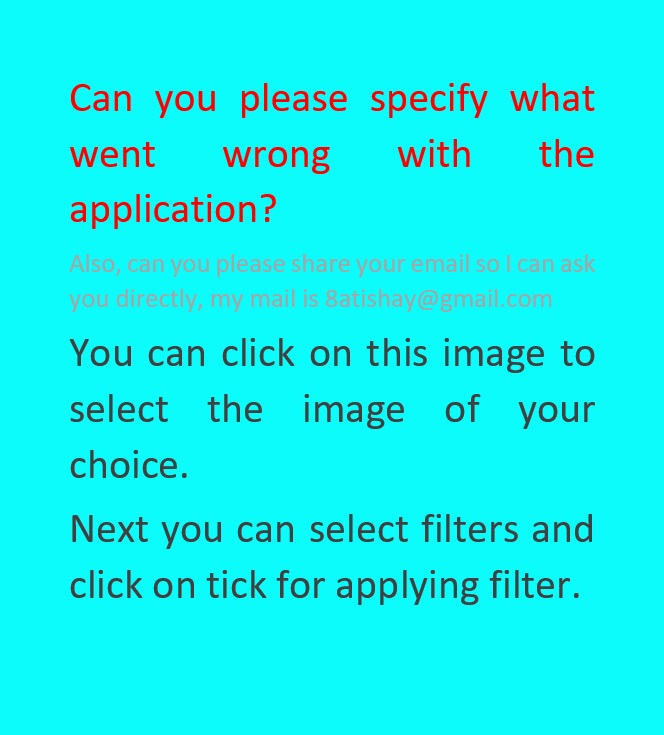 Can you please specify what
went wrong with the
application?
Also, can you please share your email so I can ask
you directly, my mail is 8atishay@gmail.com
You can click on this image to
select the image of your
choice.
Next you can select filters and
click on tick for applying filter.